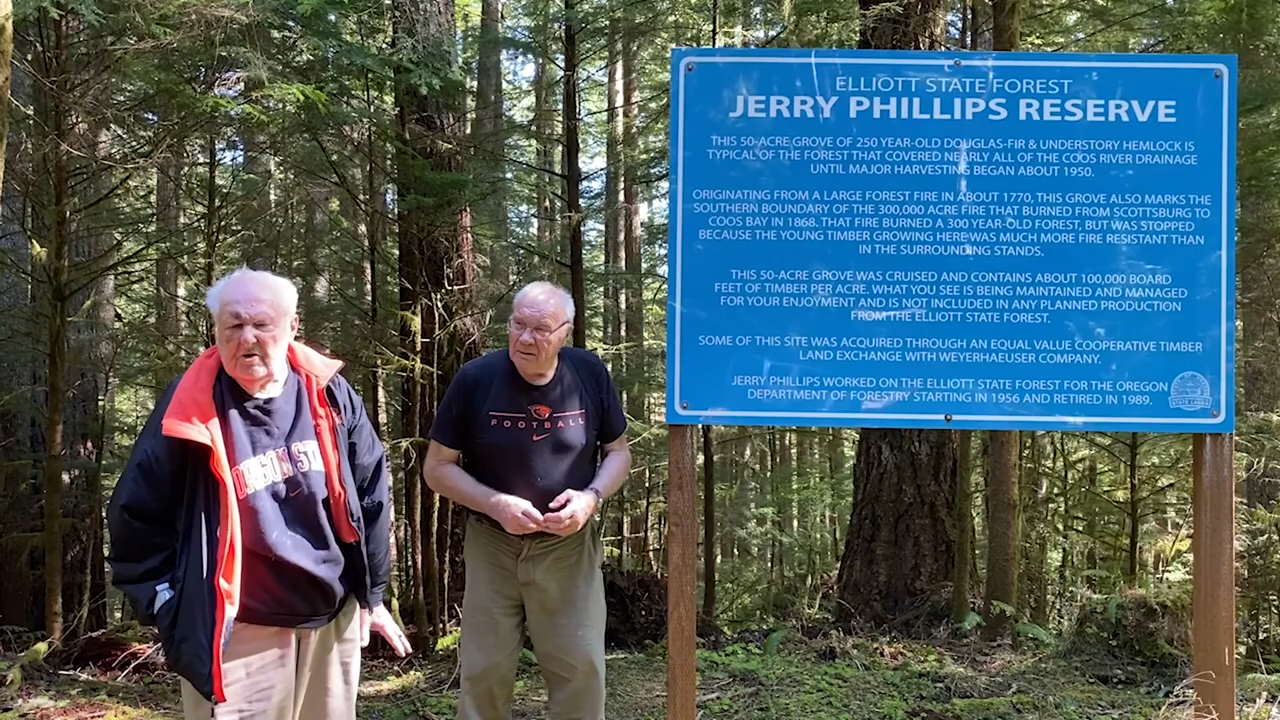 ELLIOTT STATE FOREST
JERRY PHILLIPS RESERVE
THIS 50-ACRE GROVE OF 250 YEAR-OLD DOUGLAS-FIR & UNDERSTORY HEMLOCK IS
TYPICAL OF THE FOREST THAT COVERED NEARLY ALL OF THE COOS RIVER DRAINAGE
UNTIL MAJOR HARVESTING BEGAN ABOUT 1950.
ORIGINATING FROM A LARGE FOREST FIRE IN ABOUT 1770, THIS GROVE ALSO MARKS THE
SOUTHERN BOUNDARY OF THE 300,000 ACRE FIRE THAT BURNED FROM SCOTTSBURG TO
COOS BAY IN 1868. THAT FIRE BURNED A 300 YEAR-OLD FOREST, BUT WAS STOPPED
BECAUSE THE YOUNG TIMBER GROWING HERE WAS MUCH MORE FIRE RESISTANT THAN
IN THE SURROUNDING STANDS.
THIS 50-ACRE GROVE WAS CRUISED AND CONTAINS ABOUT 100,000 BOARD
FEET OF TIMBER PER ACRE. WHAT YOU SEE IS BEING MAINTAINED AND MANAGED
FOR YOUR ENJOYMENT AND IS NOT INCLUDED IN ANY PLANNED PRODUCTION
FROM THE ELLIOTT STATE FOREST.
SOME OF THIS SITE WAS ACQUIRED THROUGH AN EQUAL VALUE COOPERATIVE TIMBER
LAND EXCHANGE WITH WEYERHAEUSER COMPANY.
JERRY PHILLIPS WORKED ON THE ELLIOTT STATE FOREST FOR THE OREGON
DEPARTMENT OF FORESTRY STARTING IN 1956 AND RETIRED IN 1989.
STATE LANDS
FOOTBALL
OREGON ST